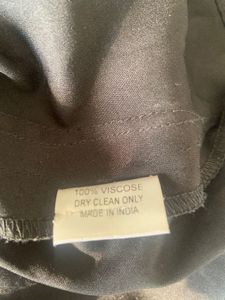 100% VISCOSE
DRY CLEAN ONLY
MADE IN INDIA